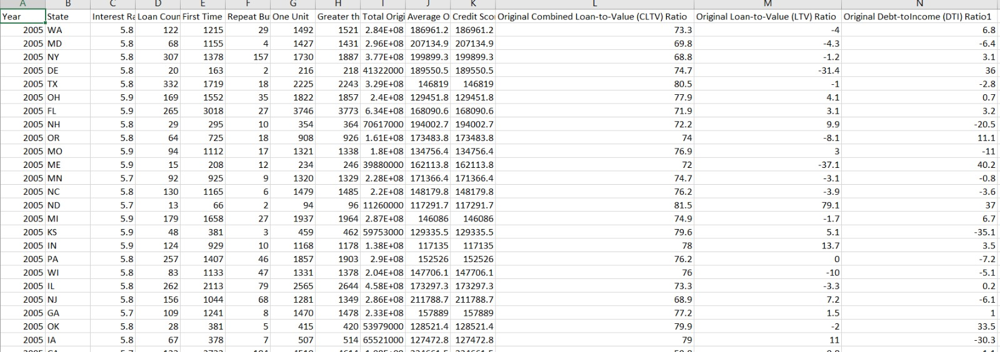 A B C D E F G H I J K L M N
Year State Interest Ra Loan Coun First Time Repeat Bu One Unit Greater th Total Origi Average O Credit Scor Original Combined Loan-to-Value (CLTV) Ratio Original Loan-to-Value (LTV) Ratio Original Debt-toIncome (DTI) Ratio1
2005 WA 5.8 122 1215 29 1492 1521 2.84E+08 186961.2 186961.2 73.3 -4 6.8
2005 MD 5.8 68 1155 4 1427 1431 2.96E+08 207134.9 207134.9 69.8 -4.3 -6.4
2005 NY 5.8 307 1378 157 1730 1887 3.77E+08 199899.3 199899.3 68.8 -1.2 3.1
2005 DE 5.8 20 163 2 216 218 41322000 189550.5 189550.5 74.7 -31.4 36
2005 TX 5.8 332 1719 18 2225 2243 3.29E+08 146819 146819 80.5 -1 -2.8
2005 OH 5.9 169 1552 35 1822 1857 2.4E+08 129451.8 129451.8 77.9 4.1 0.7
2005 FL 5.9 265 3018 27 3746 3773 6.34E+08 168090.6 168090.6 71.9 3.1 3.2
2005 NH 5.8 29 295 10 354 364 70617000 194002.7 194002.7 72.2 9.9 -20.5
2005 OR 5.8 64 725 18 908 926 1.61E+08 173483.8 173483.8 74 -8.1 11.1
2005 MO 5.9 94 1112 17 1321 1338 1.8E+08 134756.4 134756.4 76.9 3 -11
2005 ME 5.9 15 208 12 234 246 39880000 162113.8 162113.8 72 -37.1 40.2
2005 MN 5.7 92 925 9 1320 1329 2.28E+08 171366.4 171366.4 74.7 -3.1 -0.8
2005 NC 5.8 130 1165 6 1479 1485 2.2E+08 148179.8 148179.8 76.2 -3.9 -3.6
2005 ND 5.7 13 66 2 94 96 11260000 117291.7 117291.7 81.5 79.1 37
2005 MI 5.9 179 1658 27 1937 1964 2.87E+08 146086 146086 74.9 -1.7 6.7
2005 KS 5.9 48 381 3 459 462 59753000 129335.5 129335.5 79.6 5.1 -35.1
2005 IN 5.9 124 929 10 1168 1178 1.38E+08 117135 117135 78 13.7 3.5
2005 PA 5.8 257 1407 46 1857 1903 2.9E+08 152526 152526 76.2 0 -7.2
2005 WI 5.8 83 1133 47 1331 1378 2.04E+08 147706.1 147706.1 76 -10 -5.1
2005 IL 5.8 262 2113 79 2565 2644 4.58E+08 173297.3 173297.3 73.3 -3.3 0.2
2005 NJ 5.8 156 1044 68 1281 1349 2.86E+08 211788.7 211788.7 68.9 7.2 -6.1
2005 GA 5.7 109 1241 8 1470 1478 2.33E+08 157889 157889 77.2 1.5 1
2005 OK 5.8 28 381 5 415 420 53979000 128521.4 128521.4 79.9 -2 33.5
2005 IA 5.8 67 378 7 507 514 65521000 127472.8 127472.8 79 11 -30.3